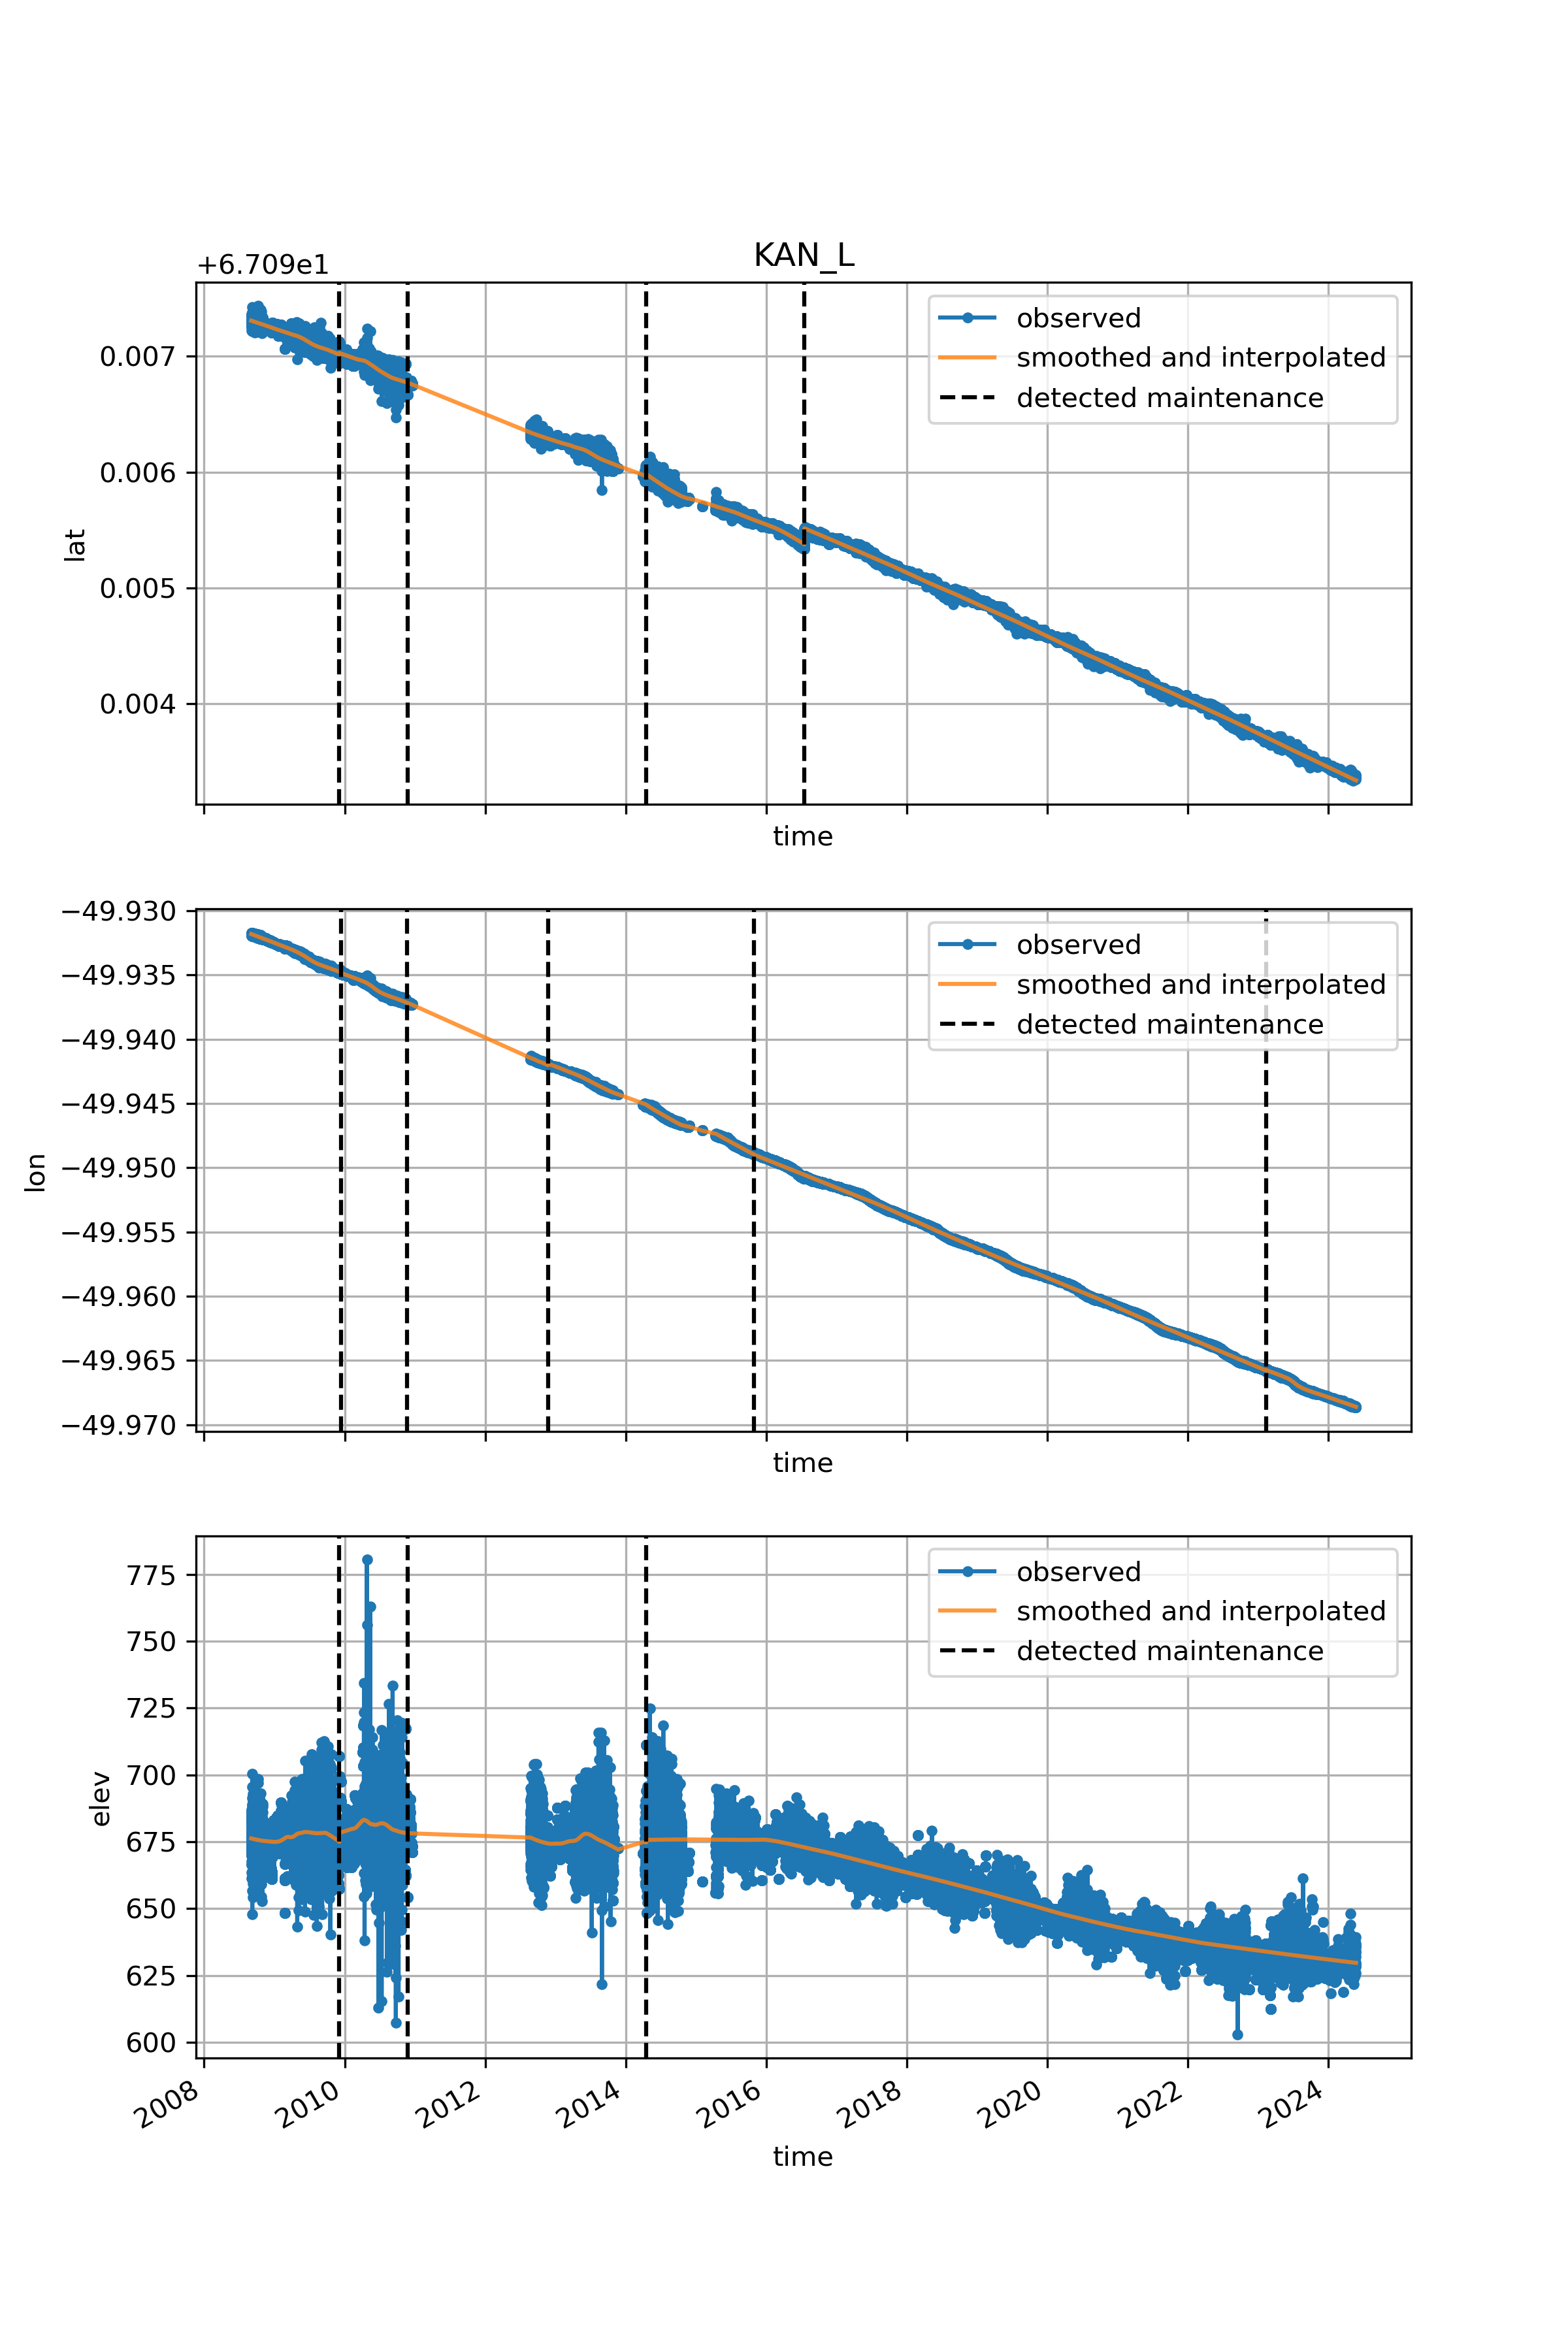 KAN_L
+6.709e1
observed
smoothed and interpolated
detected maintenance
0.007
0.006
0.005
0.004
lat
time
−49.930
−49.935
−49.940
−49.945
−49.950
−49.955
−49.960
−49.965
−49.970
observed
smoothed and interpolated
detected maintenance
lon
time
775
750
725
700
675
650
625
600
observed
smoothed and interpolated
detected maintenance
elev
2008 2010 2012 2014 2016 2018 2020 2022 2024
time